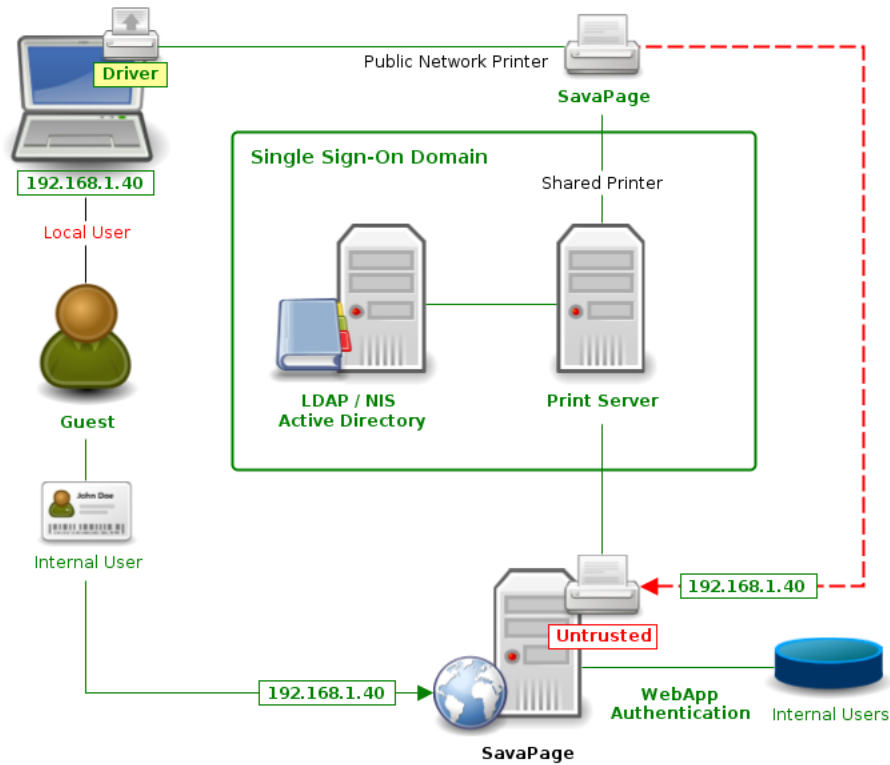 Driver
Public Network Printer
SavaPage
Single Sign-On Domain
192.168.1.40
Shared Printer
Local User
LDAP / NIS
Active Directory
Print Server
Guest
John Doe
Internal User
192.168.1.40
Untrusted
192.168.1.40
WebApp
Authentication
Internal Users
SavaPage